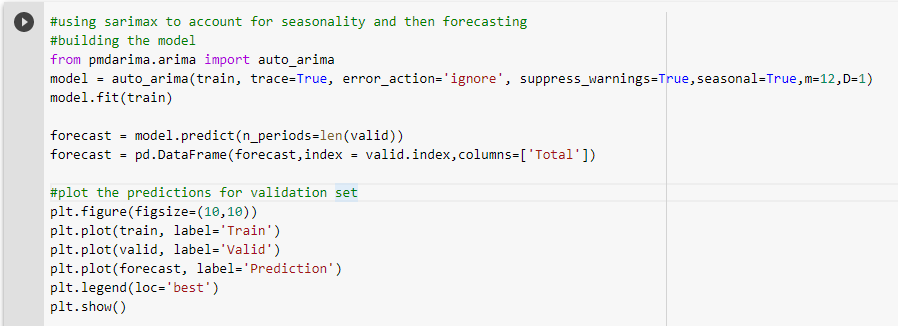 #using sarimax to account for seasonality and then forecasting
#building the model
from pmdarima.arima import auto_arima
model = auto_arima(train, trace=True, error_action='ignore', suppress_warnings=True,seasonal=True,m=12,D=1)
model.fit(train)
forecast = model.predict(n_periods=len(valid))
forecast = pd.DataFrame(forecast,index = valid.index,columns=['Total'])
#plot the predictions for validation set
plt.figure(figsize=(10,10))
plt.plot(train, label='Train')
plt.plot(valid, label='Valid')
plt.plot(forecast, label='Prediction')
plt.legend(loc='best')
plt.show()